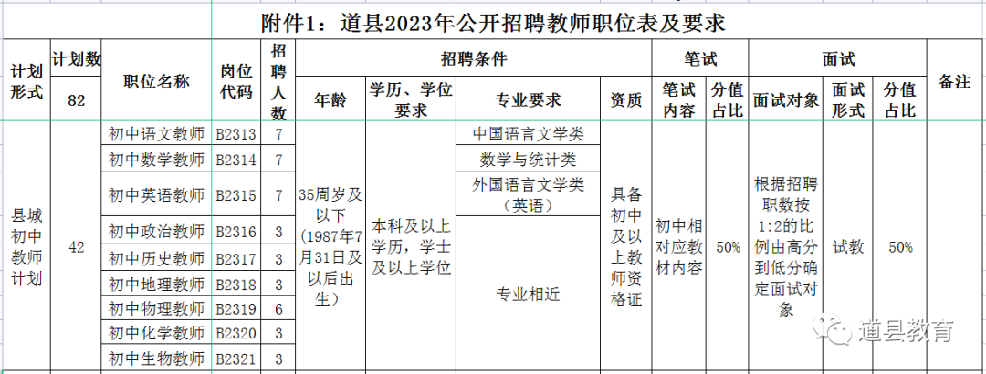 附件1：道县2023年公开招聘教师职位表及要求
计划形式 计划数 职位名称 岗位代码 招聘人数 招聘条件 笔试 面试 备注
82 年龄 学历、学位要求 专业要求 资质 笔试内容 分值占比 面试对象 面试形式 分值占比
县城初中教师计划 42
初中语文教师 B2313 7 中国语言文学类
初中数学教师 B2314 7 数学与统计类
初中英语教师 B2315 7 外国语言文学类（英语）
初中政治教师 B2316 3
初中历史教师 B2317 3
初中地理教师 B2318 3
初中物理教师 B2319 6
初中化学教师 B2320 3
初中生物教师 B2321 3
35周岁及以下（1987年7月31日及以后出生）
本科及以上学历，学士及以上学位
专业相近
具备初中及以上教师资格证
初中相对应教材内容
50%
根据招聘职数按1:2的比例由高分到低分确定面试对象
试教
50%
道县教育